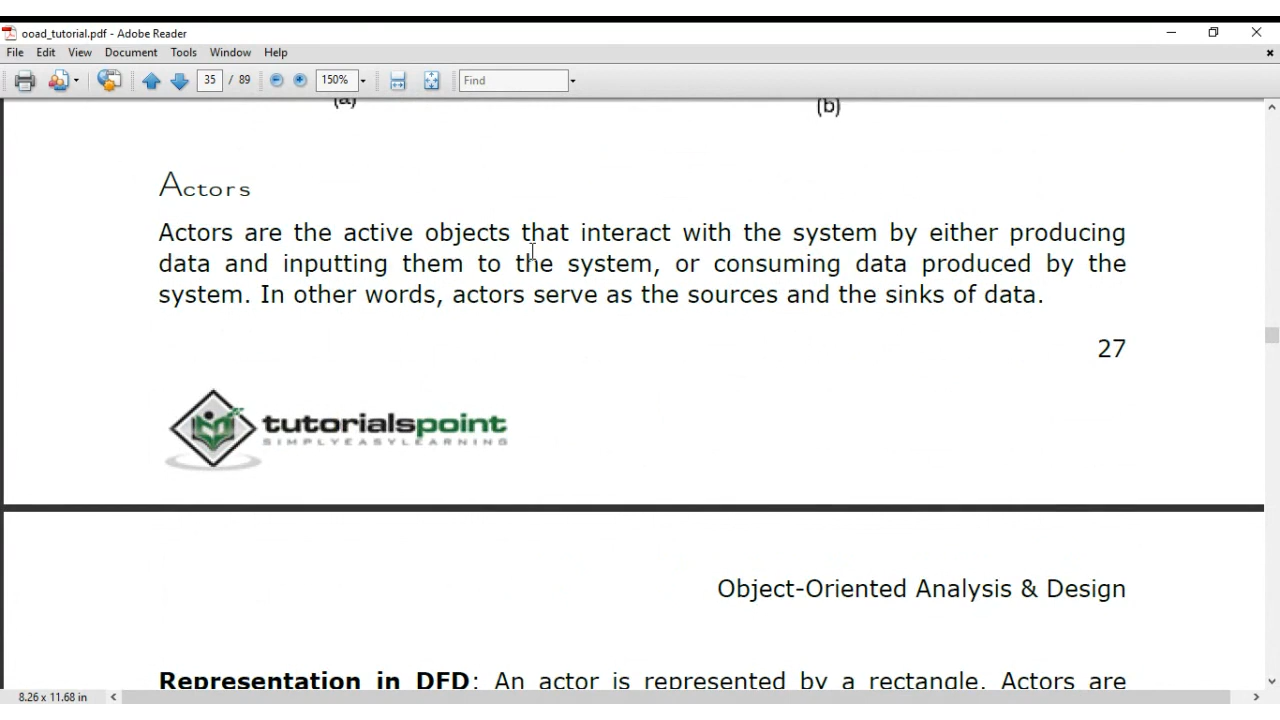 ooad_tutorial.pdf - Adobe Reader
File Edit View Document Tools Window Help
35 / 89 150% Find
(a) (b)
Actors
Actors are the active objects that interact with the system by either producing
data and inputting them to the system, or consuming data produced by the
system. In other words, actors serve as the sources and the sinks of data.
27
tutorialspoint
SIMPLYEASYLEARNING
Object-Oriented Analysis & Design
Representation in DFD: An actor is represented by a rectangle. Actors are
8.26 x 11.68 in